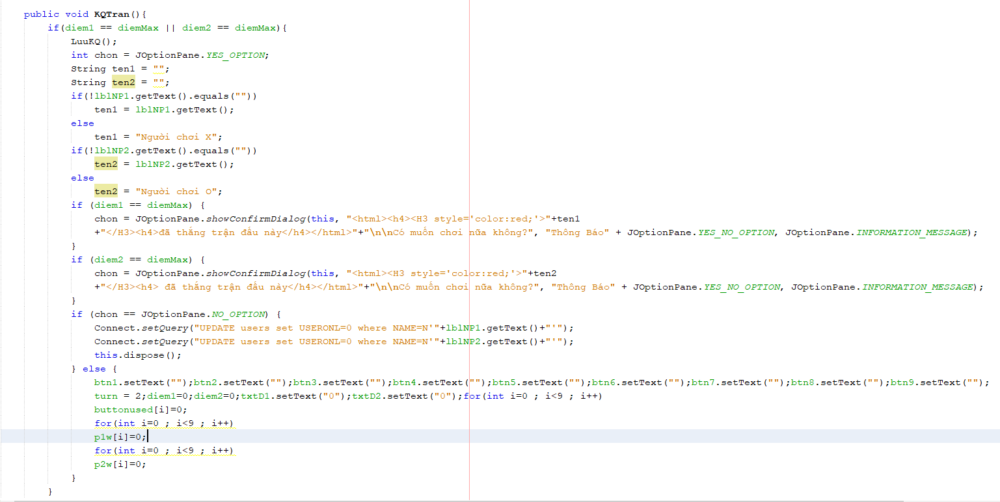 public void KQTran(){
if(diem1 == diemMax || diem2 == diemMax){
LuuKQ();
int chon = JOptionPane.YES_OPTION;
String ten1 = "";
String ten2 = "";
if(!lblNP1.getText().equals(""))
ten1 = lblNP1.getText();
else
ten1 = "Người chơi X";
if(!lblNP2.getText().equals(""))
ten2 = lblNP2.getText();
else
ten2 = "Người chơi O";
if (diem1 == diemMax) {
chon = JOptionPane.showConfirmDialog(this, "<html><h4><H3 style='color:red;'>"+ten1
+"</H3><h4>đã thắng trận đấu này</h4></html>"+"\n\nCó muốn chơi nữa không?", "Thông Báo" + JOptionPane.YES_NO_OPTION, JOptionPane.INFORMATION_MESSAGE);
}
if (diem2 == diemMax) {
chon = JOptionPane.showConfirmDialog(this, "<html><H3 style='color:red;'>"+ten2
+"</H3><h4> đã thắng trận đấu này</h4></html>"+"\n\nCó muốn chơi nữa không?", "Thông Báo" + JOptionPane.YES_NO_OPTION, JOptionPane.INFORMATION_MESSAGE);
}
if (chon == JOptionPane.NO_OPTION) {
Connect.setQuery("UPDATE users set USERONL=0 where NAME=N'"+lblNP1.getText()+"'");
Connect.setQuery("UPDATE users set USERONL=0 where NAME=N'"+lblNP2.getText()+"'");
this.dispose();
} else {
btn1.setText("");btn2.setText("");btn3.setText("");btn4.setText("");btn5.setText("");btn6.setText("");btn7.setText("");btn8.setText("");btn9.setText("");
turn = 2;diem1=0;diem2=0;txtD1.setText("0");txtD2.setText("0");for(int i=0 ; i<9 ; i++)
buttonused[i]=0;
for(int i=0 ; i<9 ; i++)
p1w[i]=0;
for(int i=0 ; i<9 ; i++)
p2w[i]=0;
}
}